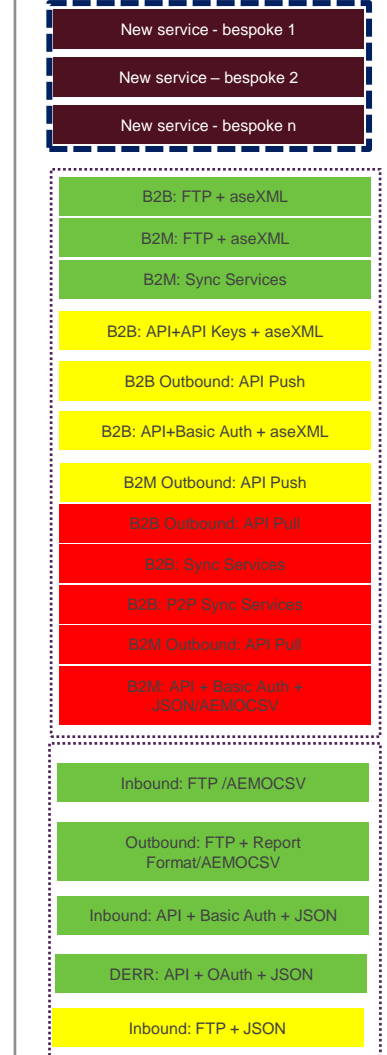 New service - bespoke 1
New service – bespoke 2
New service - bespoke n
B2B: FTP + aseXML
B2M: FTP + aseXML
B2M: Sync Services
B2B: API+API Keys + aseXML
B2B Outbound: API Push
B2B: API+Basic Auth + aseXML
B2M Outbound: API Push
B2B Outbound: API Pull
B2B: Sync Services
B2B: P2P Sync Services
B2M Outbound: API Pull
B2M: API + Basic Auth +
JSON/AEMOCSV
Inbound: FTP /AEMOCSV
Outbound: FTP + Report
Format/AEMOCSV
Inbound: API + Basic Auth + JSON
DERR: API + OAuth + JSON
Inbound: FTP + JSON